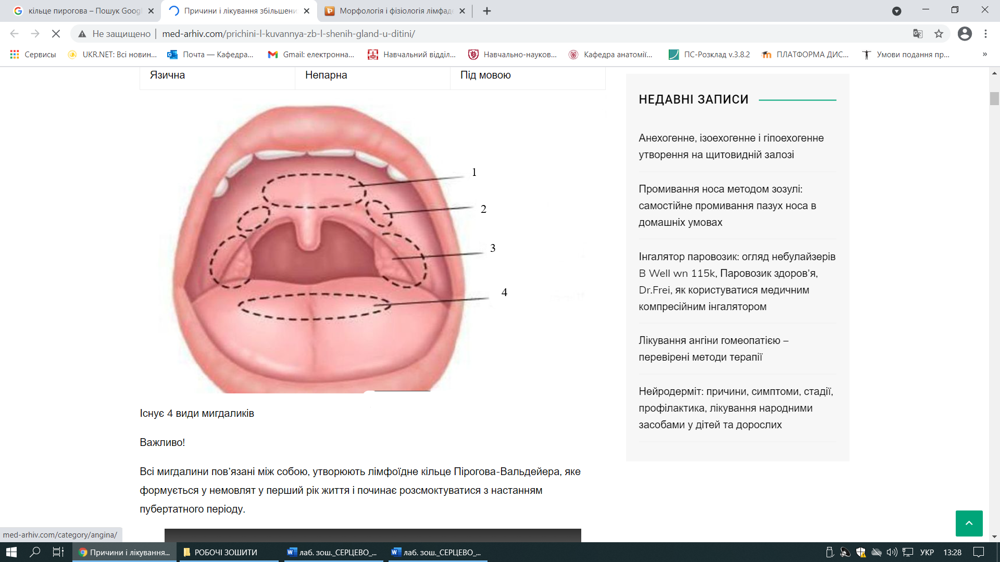 кільце пирогова – Пошук Googl
Причини і лікування збільшени
Морфологія і фізіологія лімфаде
Не защищено
med-arhiv.com/prichini-l-kuvannya-zb-l-shenih-gland-u-ditini/
Сервисы
UKR.NET: Всі новин...
Почта — Кафедра...
Gmail: електронна...
Навчальний відділ...
Навчально-науков...
Кафедра анатомії...
ПС-Розклад v.3.8.2
ПЛАТФОРМА ДИС...
Умови подання пр...
»
Язична
Непарна
Під мовою
1
2
3
4
Існує 4 види мигдаликів
Важливо!
Всі мигдалини пов’язані між собою, утворюють лімфоїдне кільце Пірогова-Вальдейера, яке
формується у немовлят у перший рік життя і починає розсмоктуватися з настанням
пубертатного періоду.
НЕДАВНІ ЗАПИСИ
Анехогенне, ізоехогенне і гіпоехогенне
утворення на щитовидній залозі
Промивання носа методом зозулі:
самостійне промивання пазух носа в
домашніх умовах
Інгалятор паровозик: огляд небулайзерів
B Well wn 115k, Паровозик здоров’я,
Dr.Frei, як користуватися медичним
компресійним інгалятором
Лікування ангіни гомеопатією –
перевірені методи терапії
Нейродерміт: причини, симптоми, стадії,
профілактика, лікування народними
засобами у дітей та дорослих
med-arhiv.com/category/angina/
Причини і лікування...
РОБОЧІ ЗОШИТИ
лаб. зош._СЕРЦЕВО_...
лаб. зош._СЕРЦЕВО_...
УКР
13:28